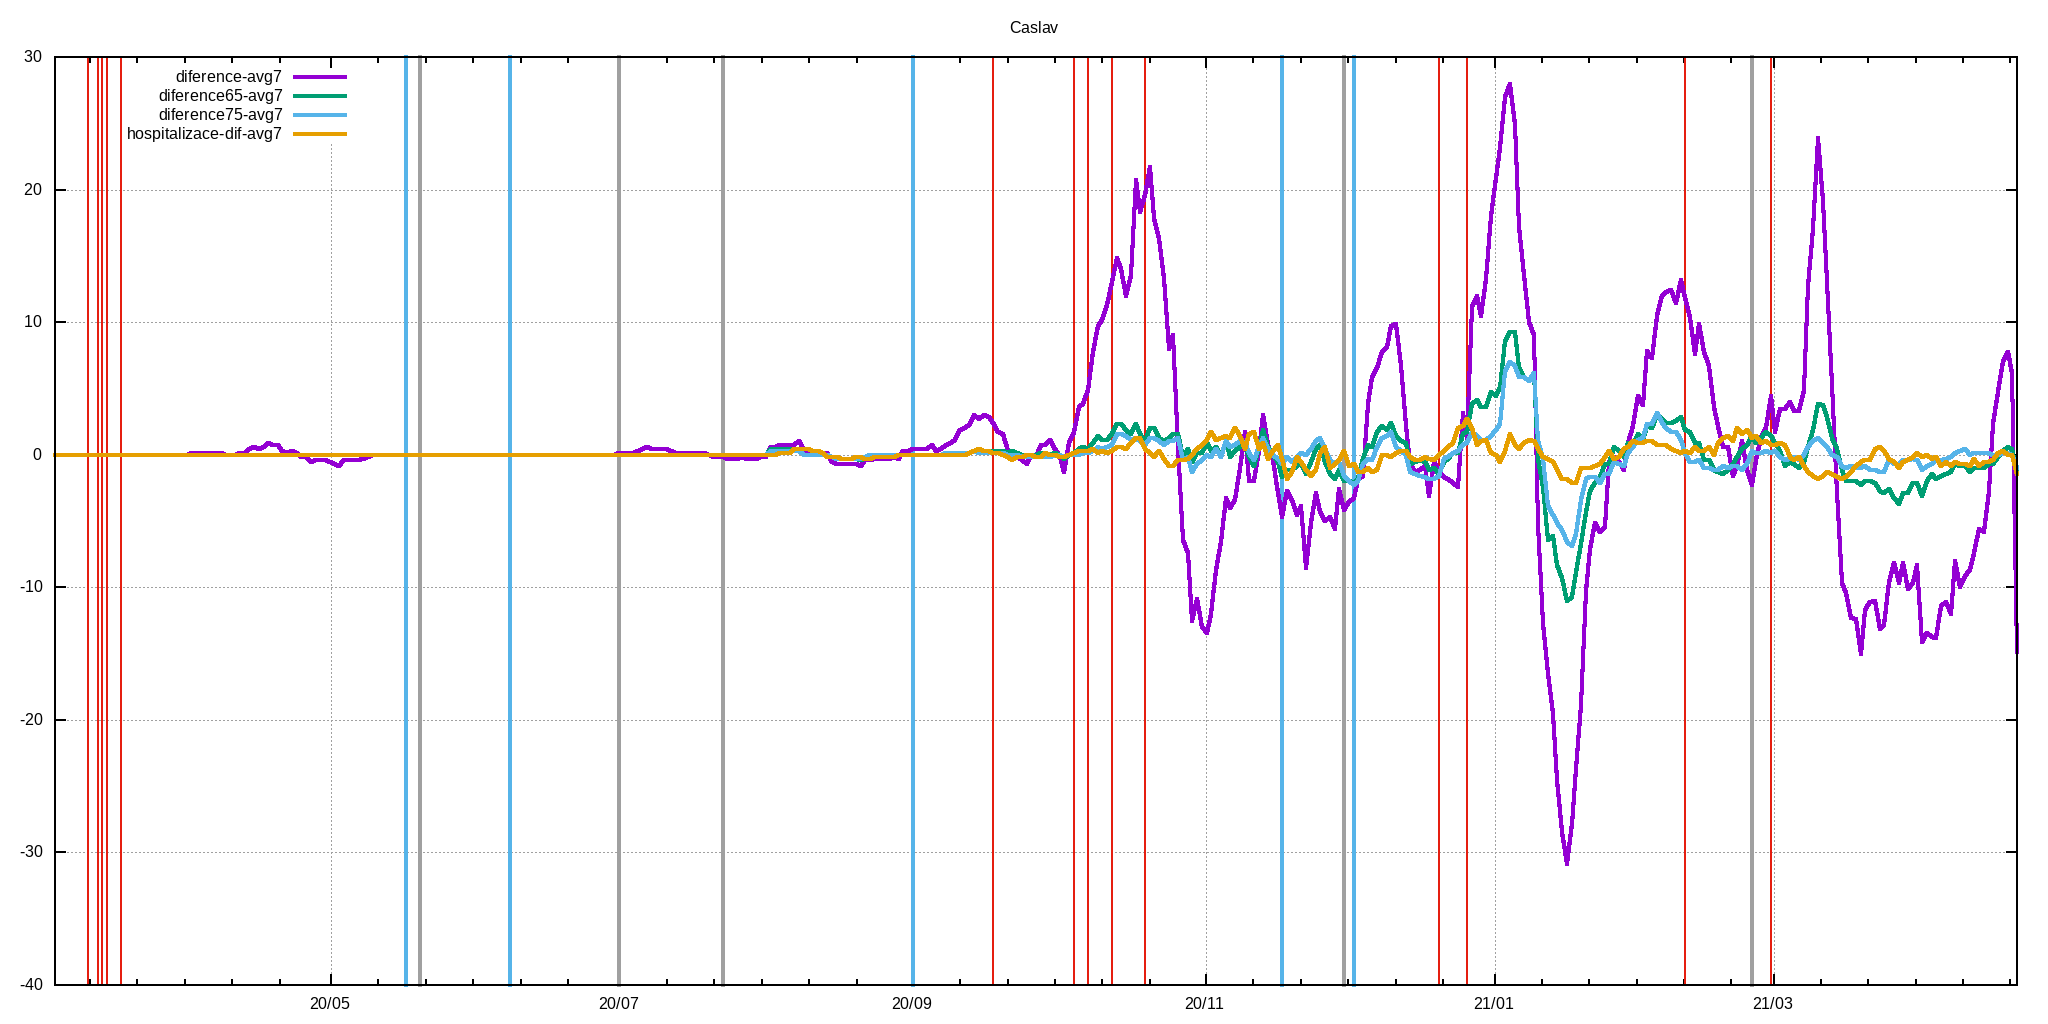 Caslav
30
diference-avg7
diference65-avg7
diference75-avg7
hospitalizace-dif-avg7
20
10
0
-10
-20
-30
-40
20/05 20/07 20/09 20/11 21/01 21/03